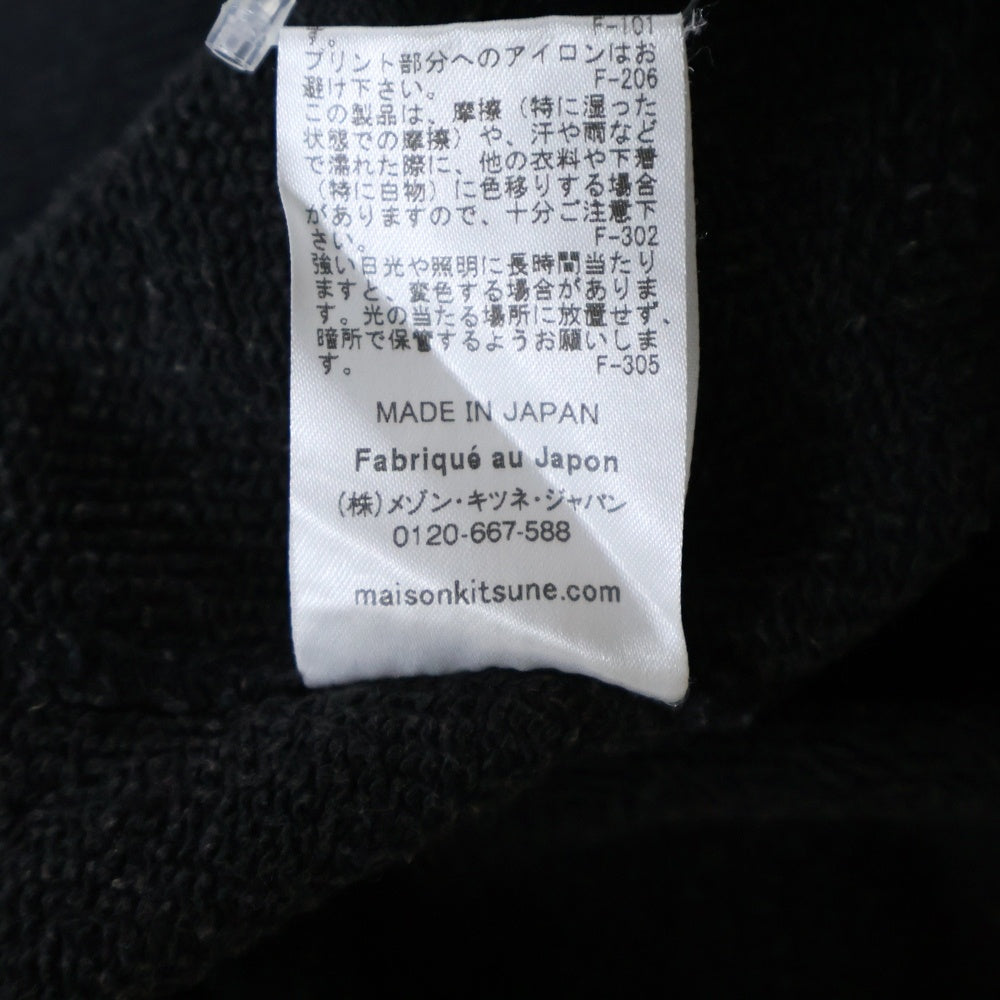 す。 F-101
プリント部分へのアイロンはお
避け下さい。 F-206
この製品は、摩擦（特に湿った
状態での摩擦）や、汗や雨など
で濡れた際に、他の衣料や下着
（特に白物）に色移りする場合
がありますので、十分ご注意下
さい。 F-302
強い日光や照明に長時間当たり
ますと、変色する場合がありま
す。光の当たる場所に放置せず、
暗所で保管するようお願いしま
す。 F-305
MADE IN JAPAN
Fabriqué au Japon
(株)メゾン・キツネ・ジャパン
0120-667-588
maisonkitsune.com